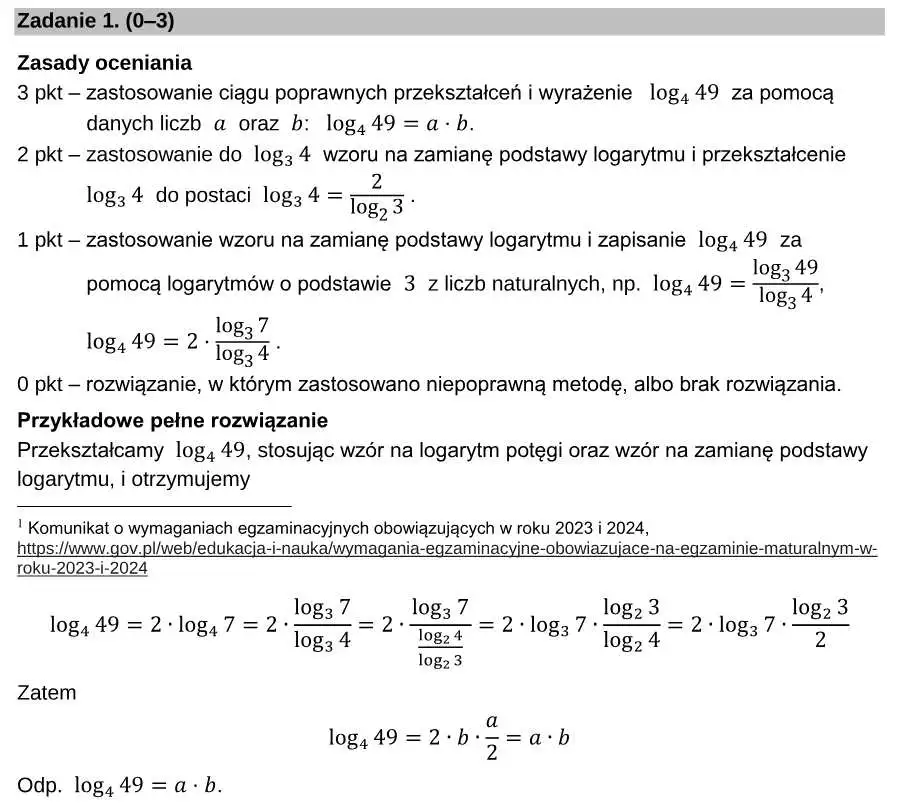 Zadanie 1. (0–3)
Zasady oceniania
3 pkt – zastosowanie ciągu poprawnych przekształceń i wyrażenie log₄ 49 za pomocą
danych liczb a oraz b: log₄ 49 = a · b.
2 pkt – zastosowanie do log₃ 4 wzoru na zamianę podstawy logarytmu i przekształcenie
log₃ 4 do postaci log₃ 4 = 2 / log₂ 3 .
1 pkt – zastosowanie wzoru na zamianę podstawy logarytmu i zapisanie log₄ 49 za
pomocą logarytmów o podstawie 3 z liczb naturalnych, np. log₄ 49 = log₃ 49 / log₃ 4 ,
log₄ 49 = 2 · log₃ 7 / log₃ 4 .
0 pkt – rozwiązanie, w którym zastosowano niepoprawną metodę, albo brak rozwiązania.
Przykładowe pełne rozwiązanie
Przekształcamy log₄ 49, stosując wzór na logarytm potęgi oraz wzór na zamianę podstawy
logarytmu, i otrzymujemy
¹ Komunikat o wymaganiach egzaminacyjnych obowiązujących w roku 2023 i 2024,
https://www.gov.pl/web/edukacja-i-nauka/wymagania-egzaminacyjne-obowiazujace-na-egzaminie-maturalnym-w-
roku-2023-i-2024
log₄ 49 = 2 · log₄ 7 = 2 · log₃ 7 / log₃ 4 = 2 · log₃ 7 / (log₂ 4 / log₂ 3) = 2 · log₃ 7 · log₂ 3 / log₂ 4 = 2 · log₃ 7 · log₂ 3 / 2
Zatem
log₄ 49 = 2 · b · a / 2 = a · b
Odp. log₄ 49 = a · b.